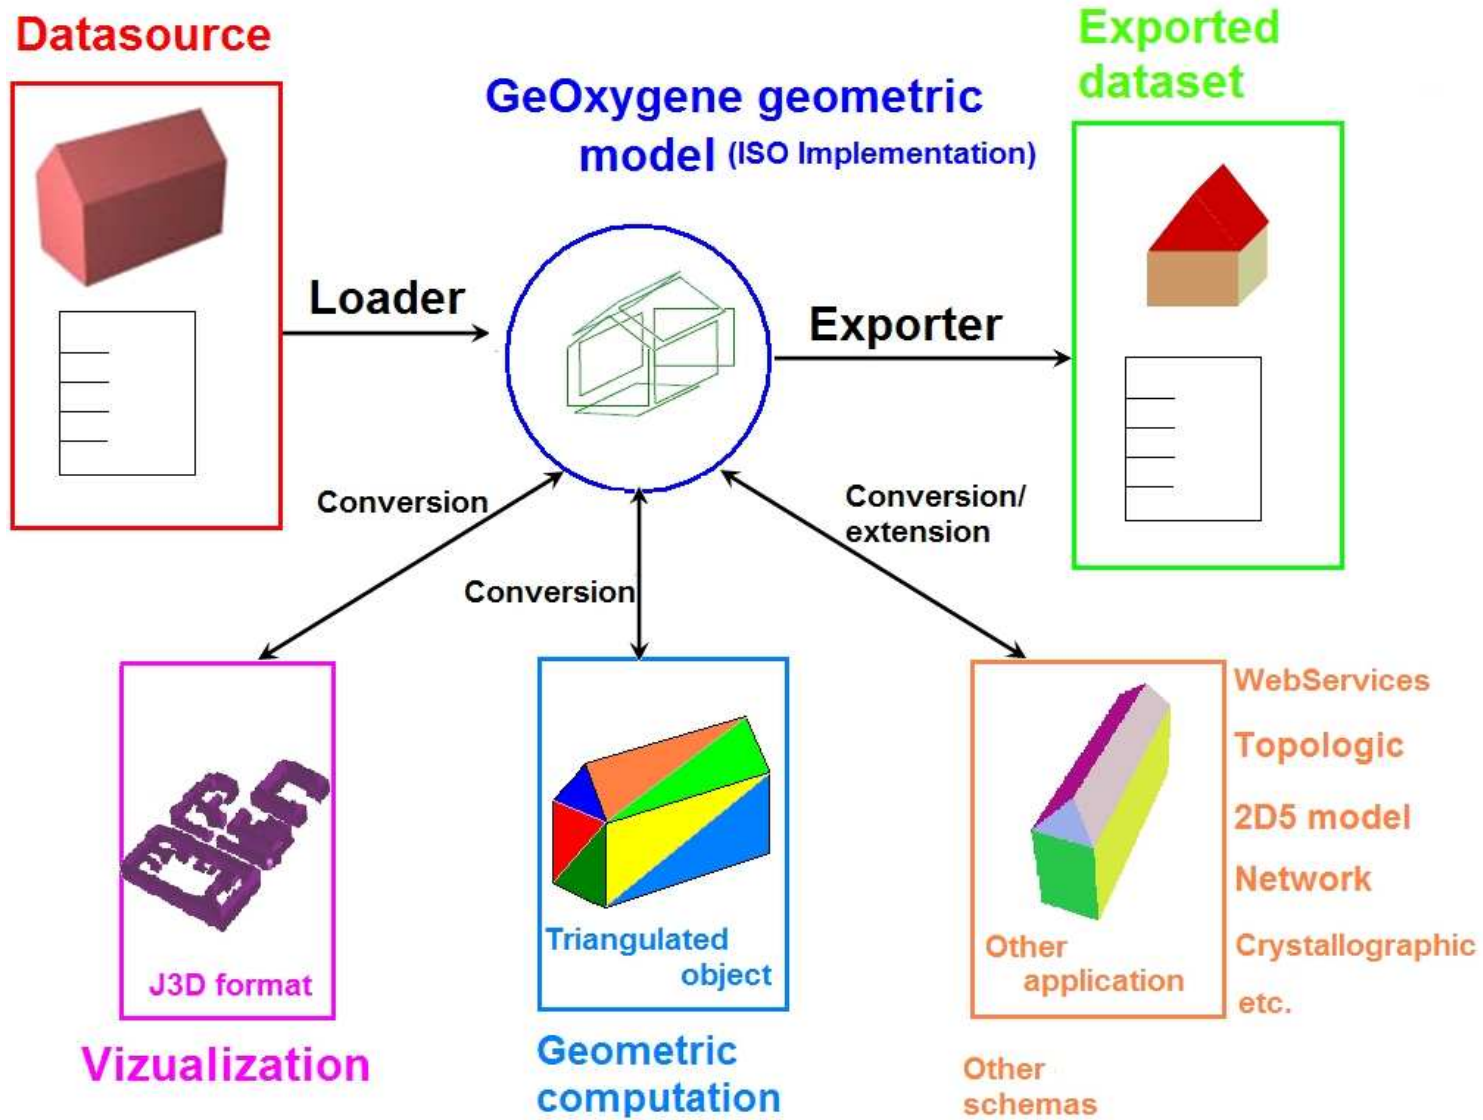 Datasource
GeOxygene geometric
model (ISO Implementation)
Exported
dataset
Loader
Exporter
Conversion
Conversion
Conversion/
extension
J3D format
Vizualization
Triangulated
object
Geometric
computation
Other
application
Other
schemas
WebServices
Topologic
2D5 model
Network
Crystallographic
etc.